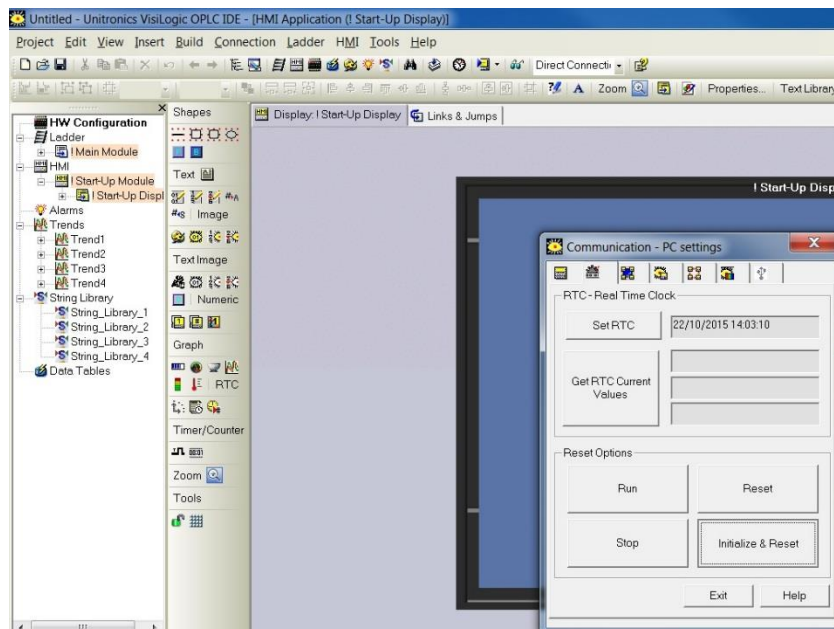 Untitled - Unitronics VisiLogic OPLC IDE - [HMI Application (! Start-Up Display)]
Project Edit View Insert Build Connection Ladder HMI Tools Help
Direct Connecti
A Zoom Properties... Text Library
HW Configuration
Ladder
! Main Module
HMI
! Start-Up Module
! Start-Up Displ
Alarms
Trends
Trend1
Trend2
Trend3
Trend4
String Library
String_Library_1
String_Library_2
String_Library_3
String_Library_4
Data Tables
Shapes
Text
Image
Text Image
Numeric
Graph
RTC
Timer/Counter
Zoom
Tools
Display: ! Start-Up Display
Links & Jumps
! Start-Up Disp
Communication - PC settings
RTC - Real Time Clock
Set RTC
22/10/2015 14:03:10
Get RTC Current
Values
Reset Options
Run
Reset
Stop
Initialize & Reset
Exit
Help